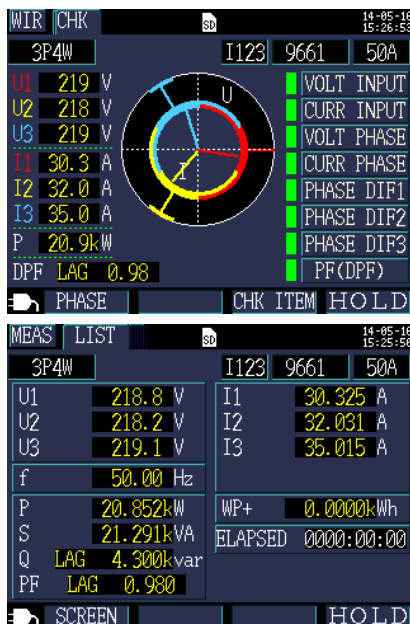 WIR CHK SD 14-05-16
15:26:53
3P4W I123 9661 50A
U1 219 V
U2 218 V
U3 219 V
I1 30.3 A
I2 32.0 A
I3 35.0 A
P 20.9kW
DPF LAG 0.98
U
I
VOLT INPUT
CURR INPUT
VOLT PHASE
CURR PHASE
PHASE DIF1
PHASE DIF2
PHASE DIF3
PF(DPF)
PHASE CHK ITEM HOLD
MEAS LIST SD 14-05-16
15:25:56
3P4W I123 9661 50A
U1 218.8 V
U2 218.2 V
U3 219.1 V
f 50.00 Hz
P 20.852kW
S 21.291kVA
Q LAG 4.300kvar
PF LAG 0.980
I1 30.325 A
I2 32.031 A
I3 35.015 A
WP+ 0.0000kWh
ELAPSED 0000:00:00
SCREEN HOLD